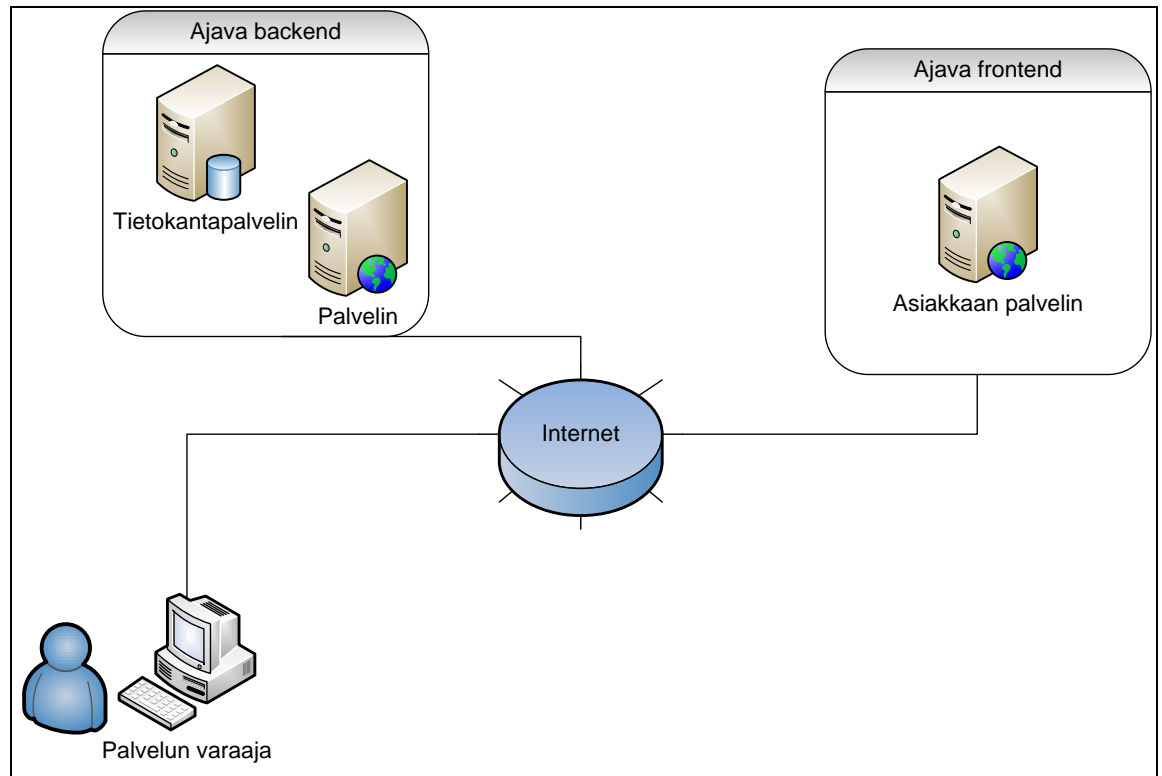 Ajava backend
Tietokantapalvelin
Palvelin
Ajava frontend
Asiakkaan palvelin
Internet
Palvelun varaaja